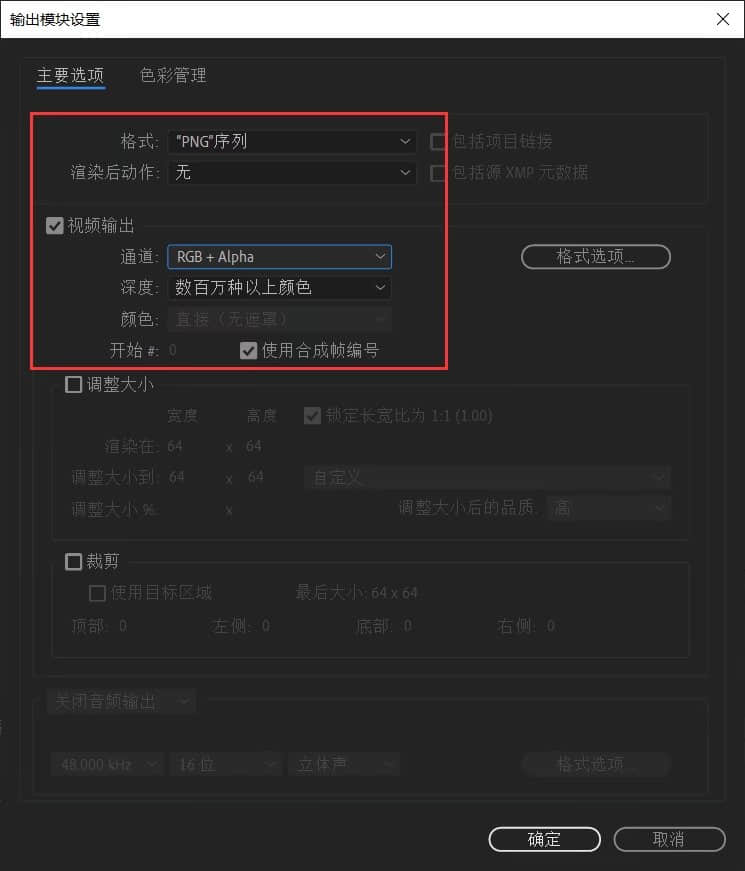 输出模块设置
主要选项 色彩管理
格式: "PNG"序列 包括项目链接
渲染后动作: 无 包括源 XMP 元数据
视频输出
通道: RGB + Alpha 格式选项...
深度: 数百万种以上颜色
颜色: 直接（无遮罩）
开始 #: 0 使用合成帧编号
调整大小
宽度 高度 锁定长宽比为 1:1 (1.00)
渲染在: 64 x 64
调整大小到: 64 x 64 自定义
调整大小 %: x 调整大小后的品质: 高
裁剪
使用目标区域 最后大小: 64 x 64
顶部: 0 左侧: 0 底部: 0 右侧: 0
关闭音频输出
48.000 kHz 16 位 立体声 格式选项...
确定 取消